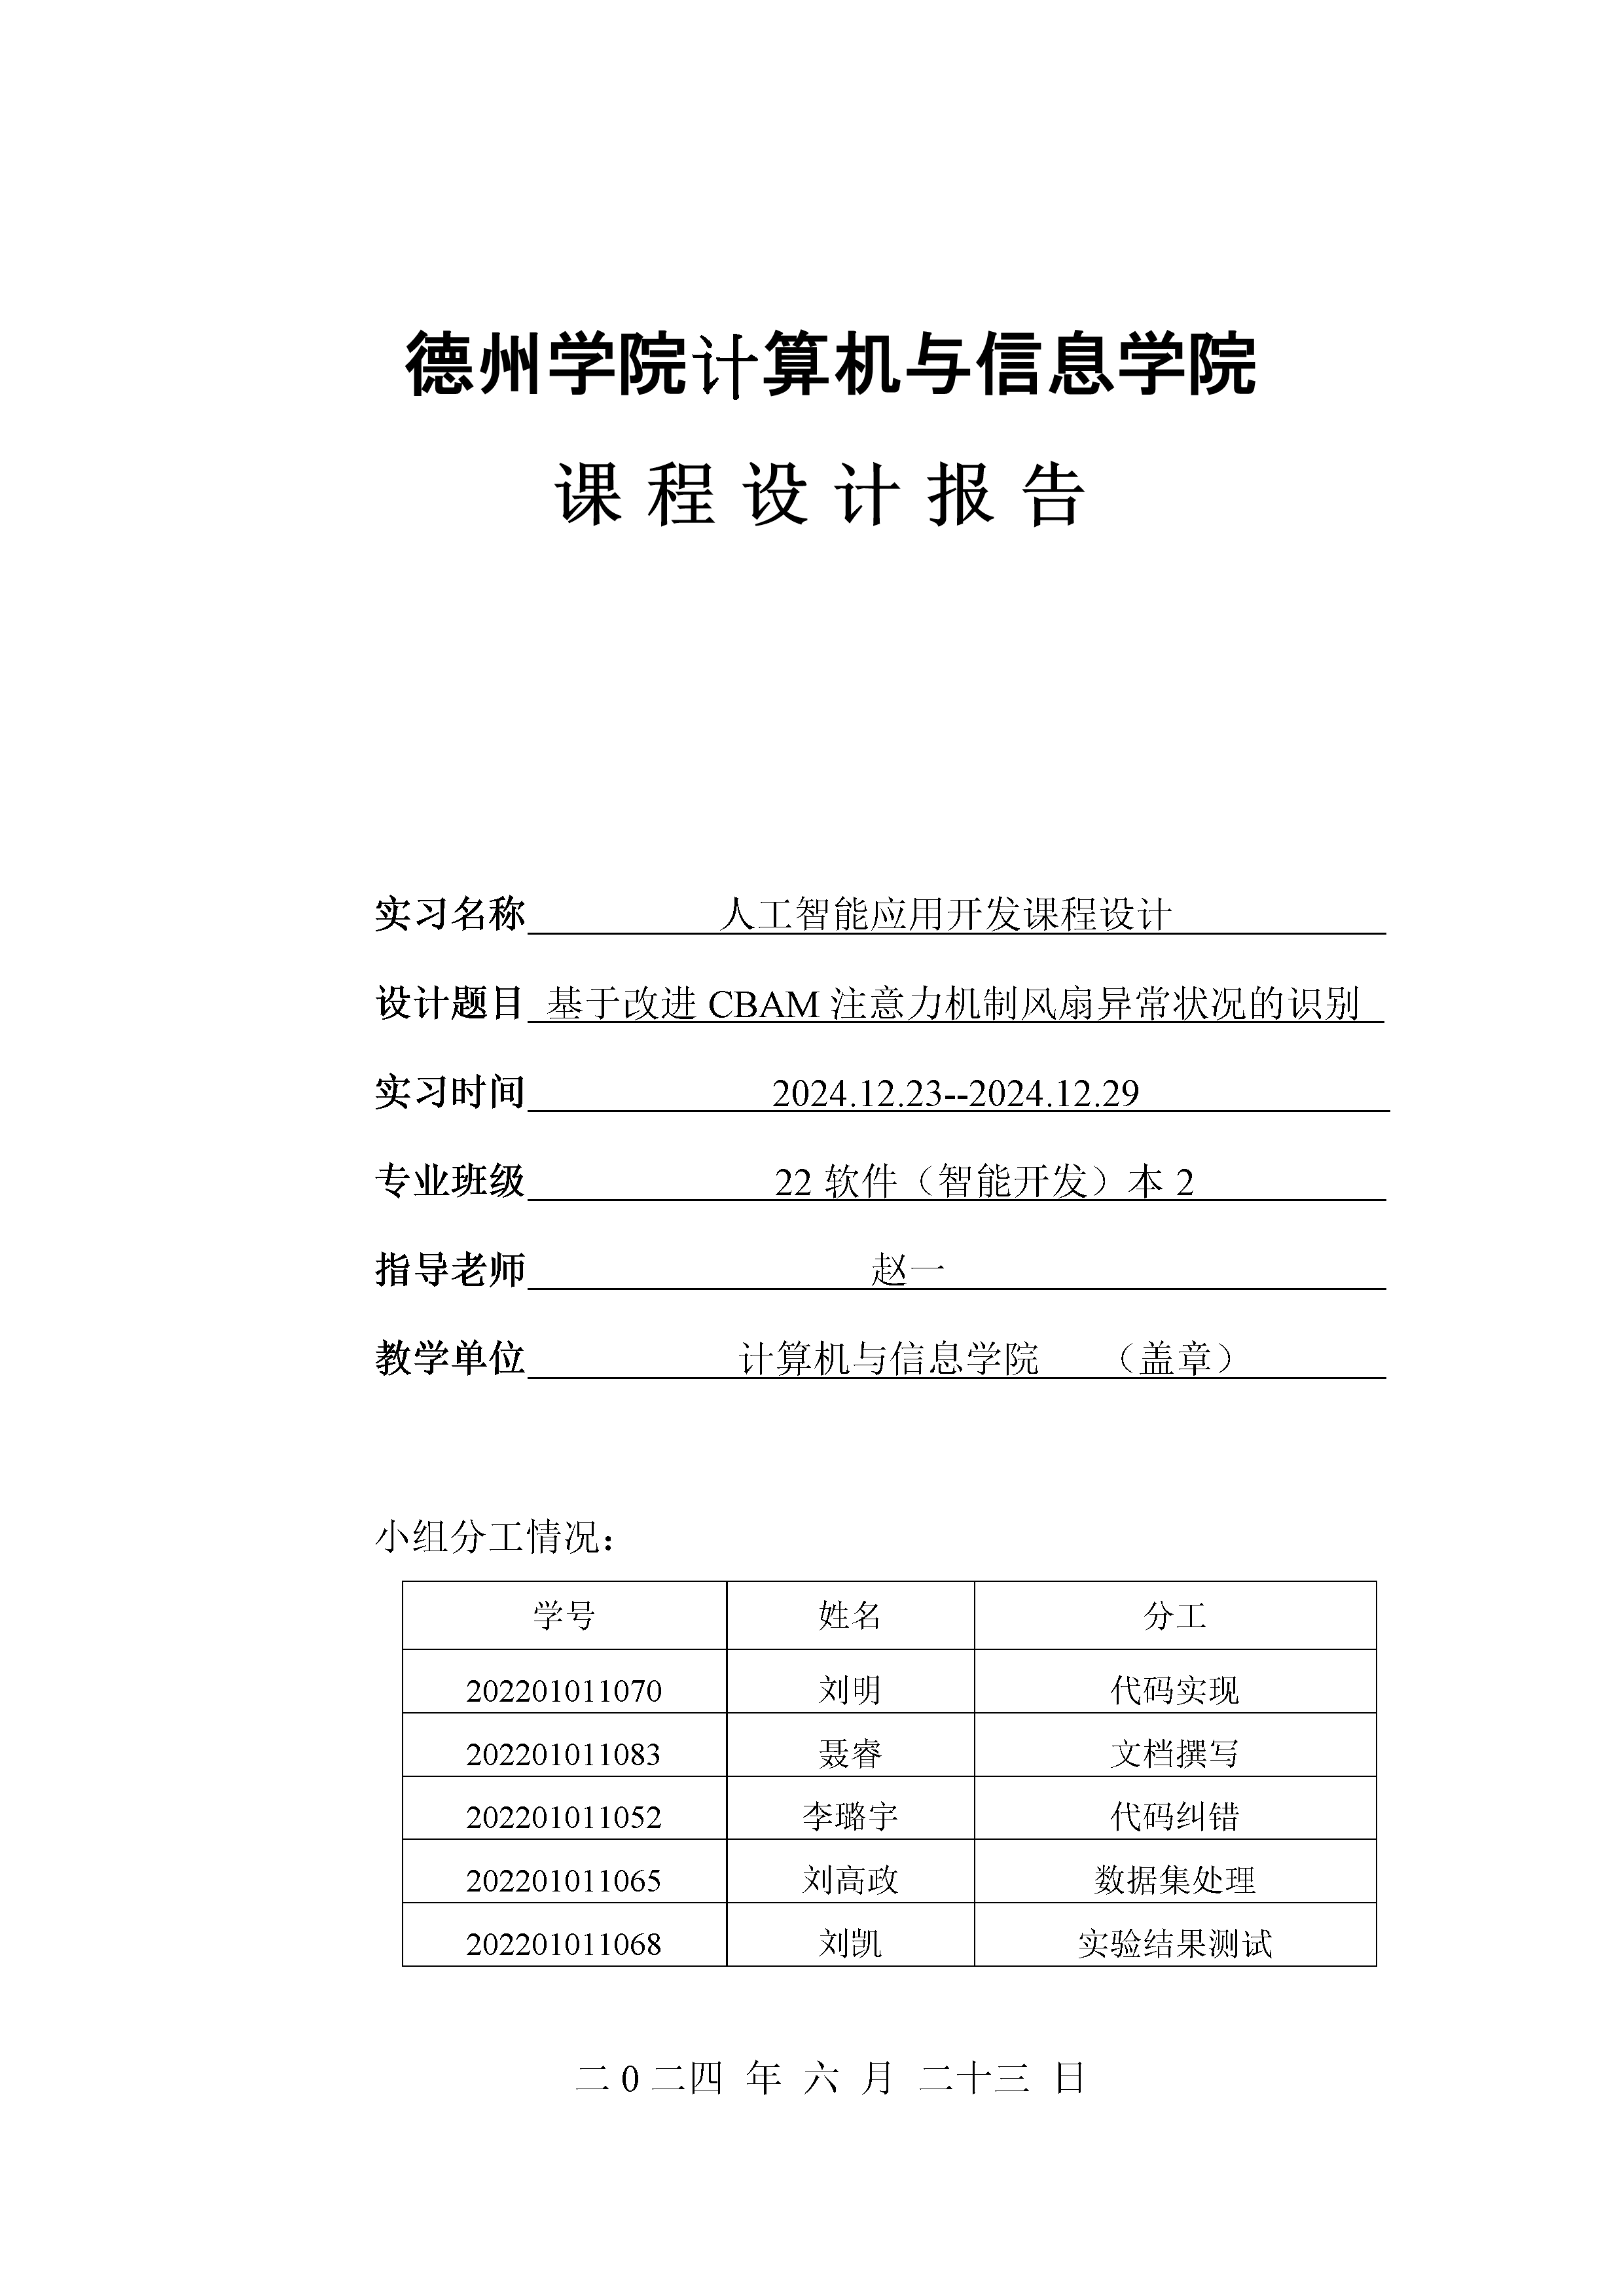 德州学院计算机与信息学院
课程设计报告
实习名称 人工智能应用开发课程设计
设计题目 基于改进 CBAM 注意力机制风扇异常状况的识别
实习时间 2024.12.23--2024.12.29
专业班级 22 软件（智能开发）本 2
指导老师 赵一
教学单位 计算机与信息学院 （盖章）
小组分工情况：
学号 姓名 分工
202201011070 刘明 代码实现
202201011083 聂睿 文档撰写
202201011052 李璐宇 代码纠错
202201011065 刘高政 数据集处理
202201011068 刘凯 实验结果测试
二 0 二四 年 六 月 二十三 日